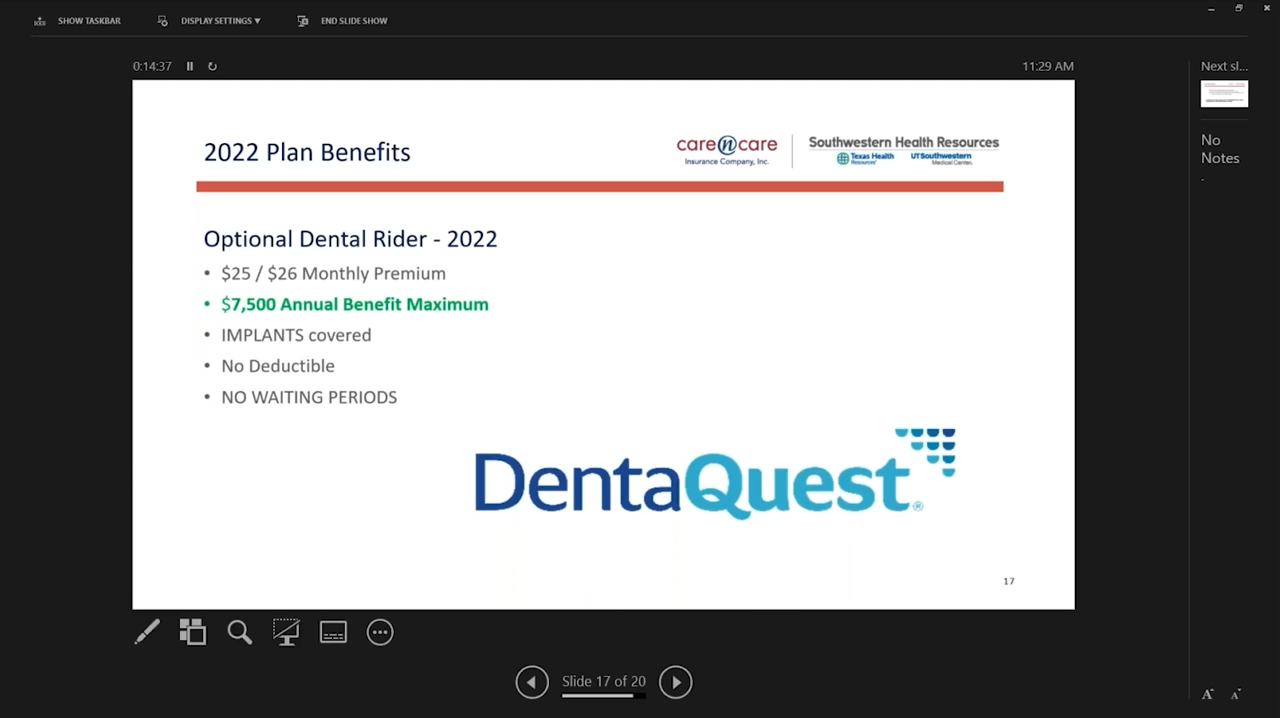 SHOW TASKBAR
DISPLAY SETTINGS ▼
END SLIDE SHOW
0:14:37
11:29 AM
Next sl...
2022 Plan Benefits
care n care
Insurance Company, Inc.
Southwestern Health Resources
Texas Health
Resources®
UTSouthwestern
Medical Center.
No
Notes
.
Optional Dental Rider - 2022
• $25 / $26 Monthly Premium
• $7,500 Annual Benefit Maximum
• IMPLANTS covered
• No Deductible
• NO WAITING PERIODS
DentaQuest®
17
Slide 17 of 20
A A